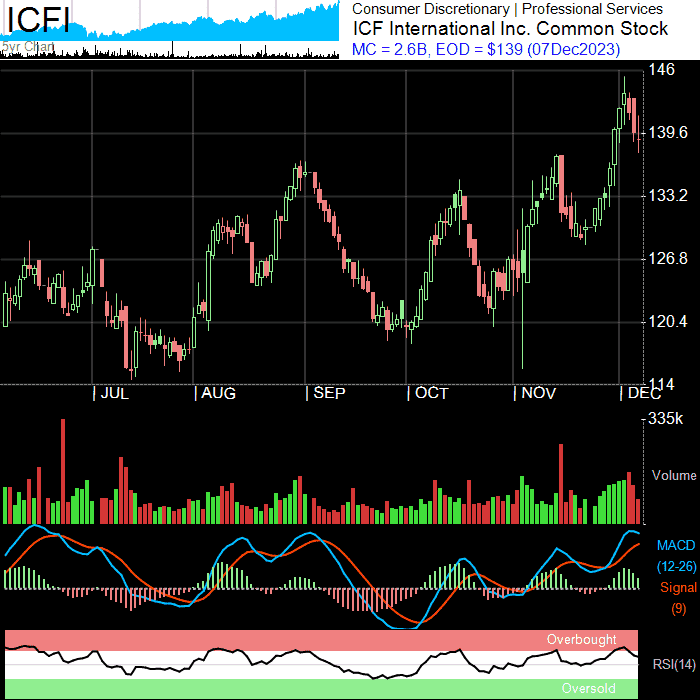 ICFI
5yr Chart
Consumer Discretionary | Professional Services
ICF International Inc. Common Stock
MC = 2.6B, EOD = $139 (07Dec2023)
146
139.6
133.2
126.8
120.4
114
| JUL | AUG | SEP | OCT | NOV | DEC
335k
Volume
MACD
(12-26)
Signal
(9)
Overbought
RSI(14)
Oversold